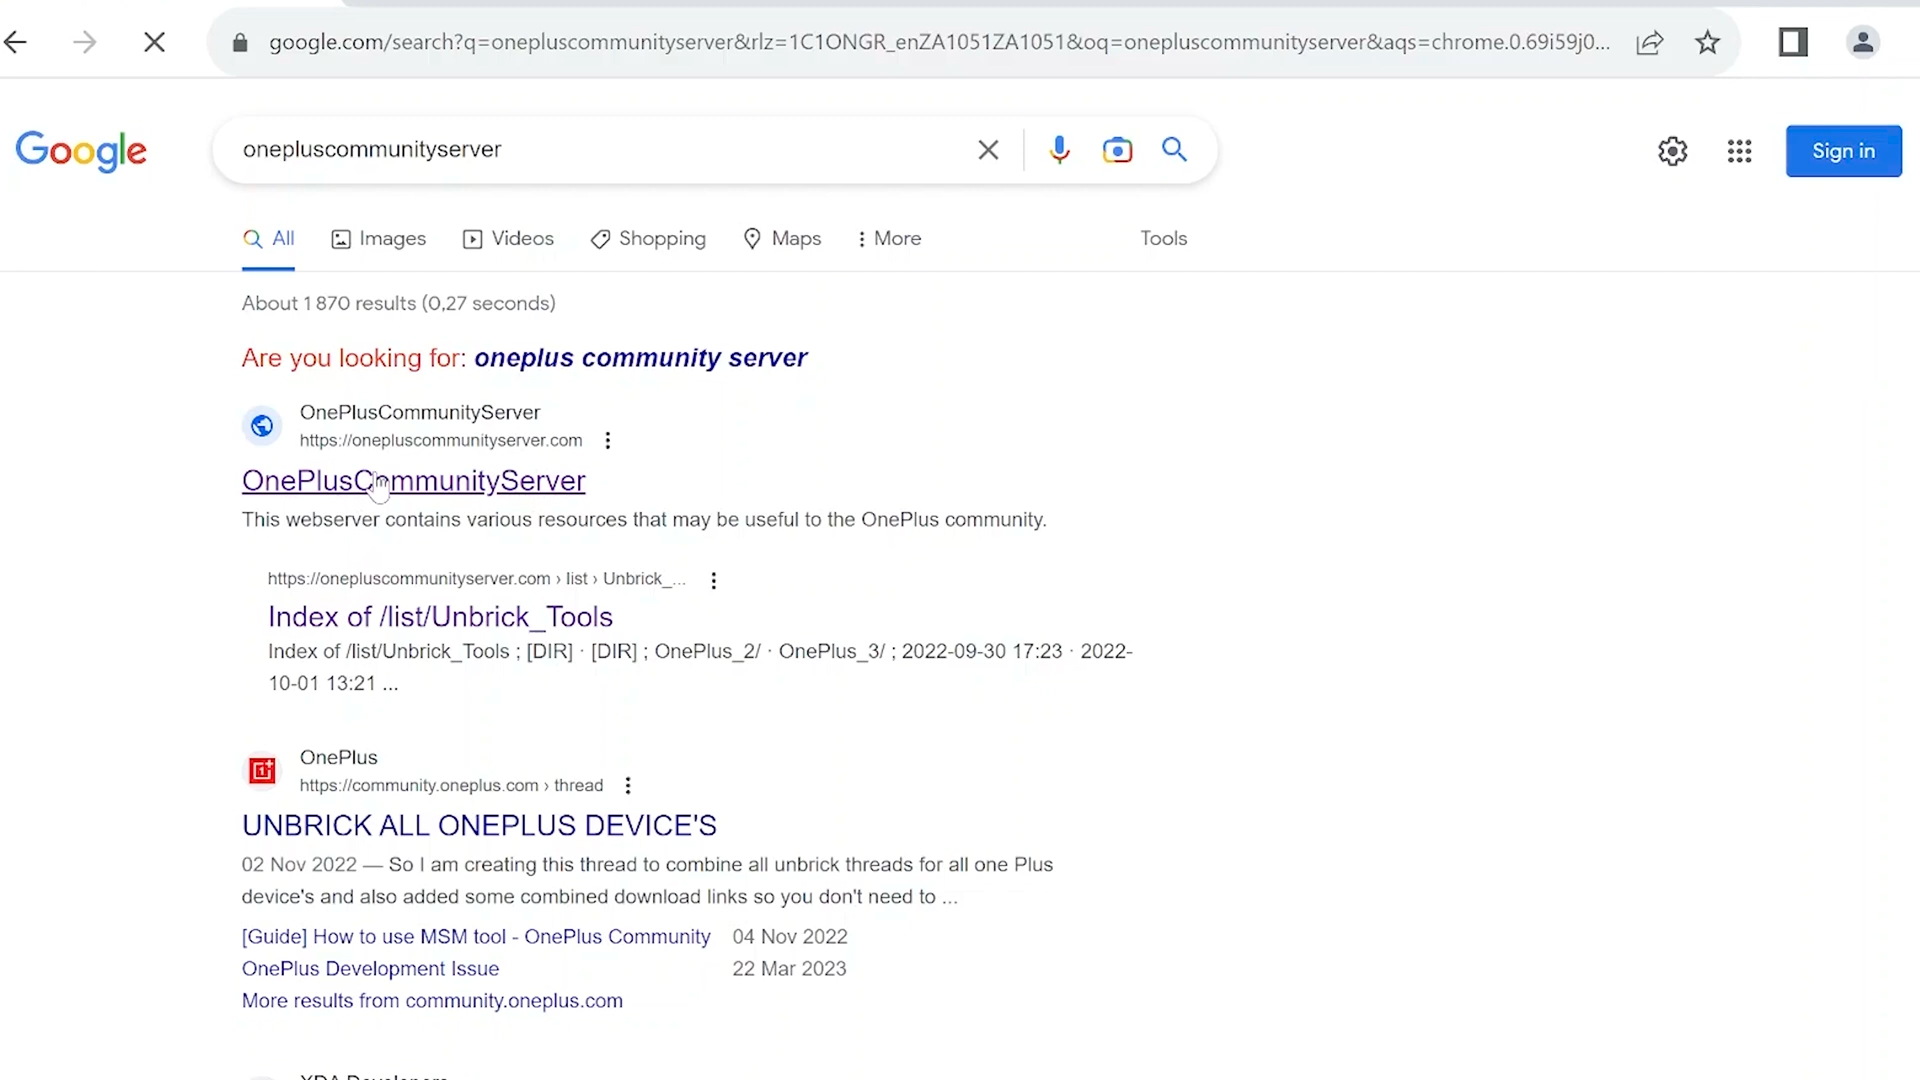 google.com/search?q=onepluscommunityserver&rlz=1C1ONGR_enZA1051ZA1051&oq=onepluscommunityserver&aqs=chrome.0.69i59j0...
Google
onepluscommunityserver
Sign in
All
Images
Videos
Shopping
Maps
More
Tools
About 1 870 results (0,27 seconds)
Are you looking for: oneplus community server
OnePlusCommunityServer
https://onepluscommunityserver.com
OnePlusCommunityServer
This webserver contains various resources that may be useful to the OnePlus community.
https://onepluscommunityserver.com › list › Unbrick_...
Index of /list/Unbrick_Tools
Index of /list/Unbrick_Tools ; [DIR] · [DIR] ; OnePlus_2/ · OnePlus_3/ ; 2022-09-30 17:23 · 2022-
10-01 13:21 ...
OnePlus
https://community.oneplus.com › thread
UNBRICK ALL ONEPLUS DEVICE'S
02 Nov 2022 — So I am creating this thread to combine all unbrick threads for all one Plus
device's and also added some combined download links so you don't need to ...
[Guide] How to use MSM tool - OnePlus Community 04 Nov 2022
OnePlus Development Issue 22 Mar 2023
More results from community.oneplus.com
XDA Developers